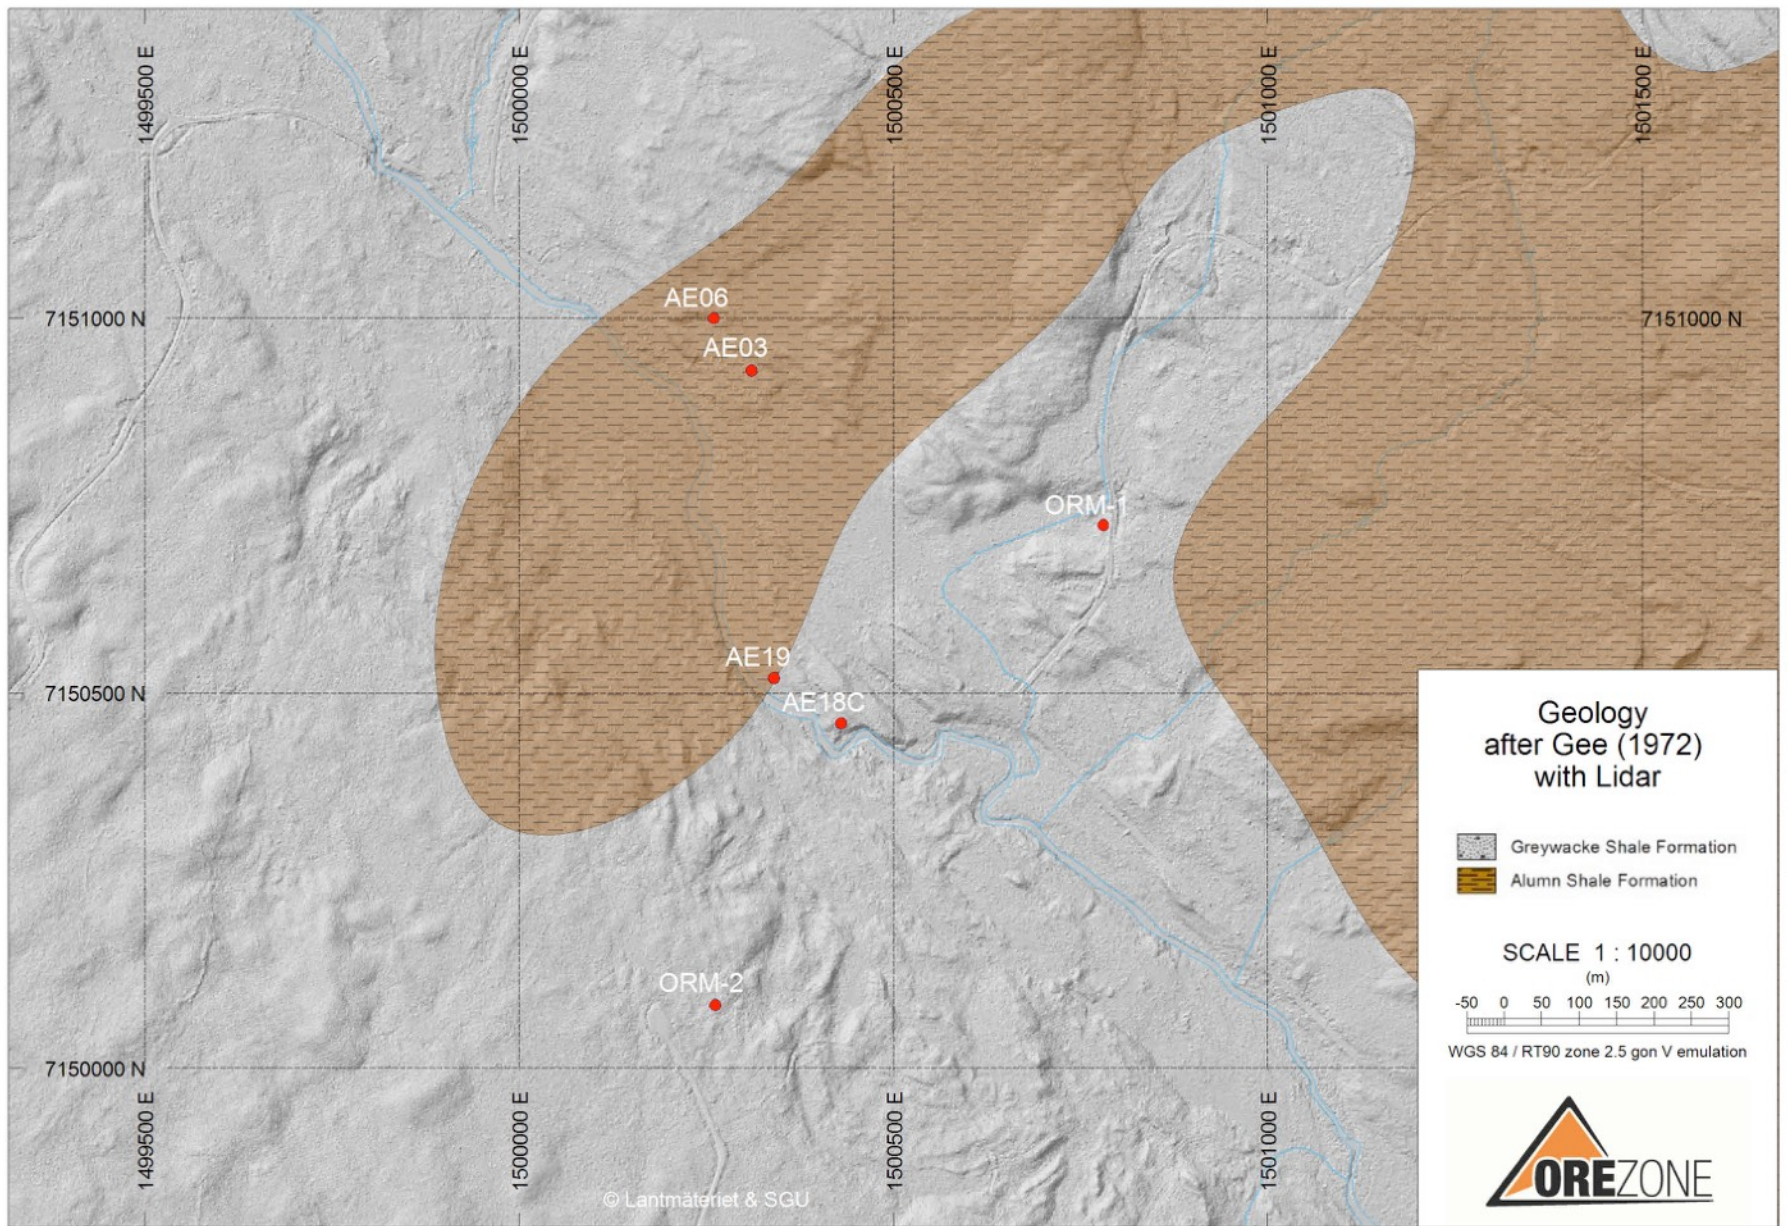 1499500 E
1500000 E
1500500 E
1501000 E
1501500 E
AE06
7151000 N
7151000 N
AE03
ORM-1
AE19
7150500 N
AE18C
Geology
after Gee (1972)
with Lidar
Greywacke Shale Formation
Alumn Shale Formation
SCALE 1 : 10000
(m)
-50 0 50 100 150 200 250 300
WGS 84 / RT90 zone 2.5 gon V emulation
ORM-2
7150000 N
1499500 E
1500000 E
1500500 E
1501000 E
© Lantmäteriet & SGU
OREZONE